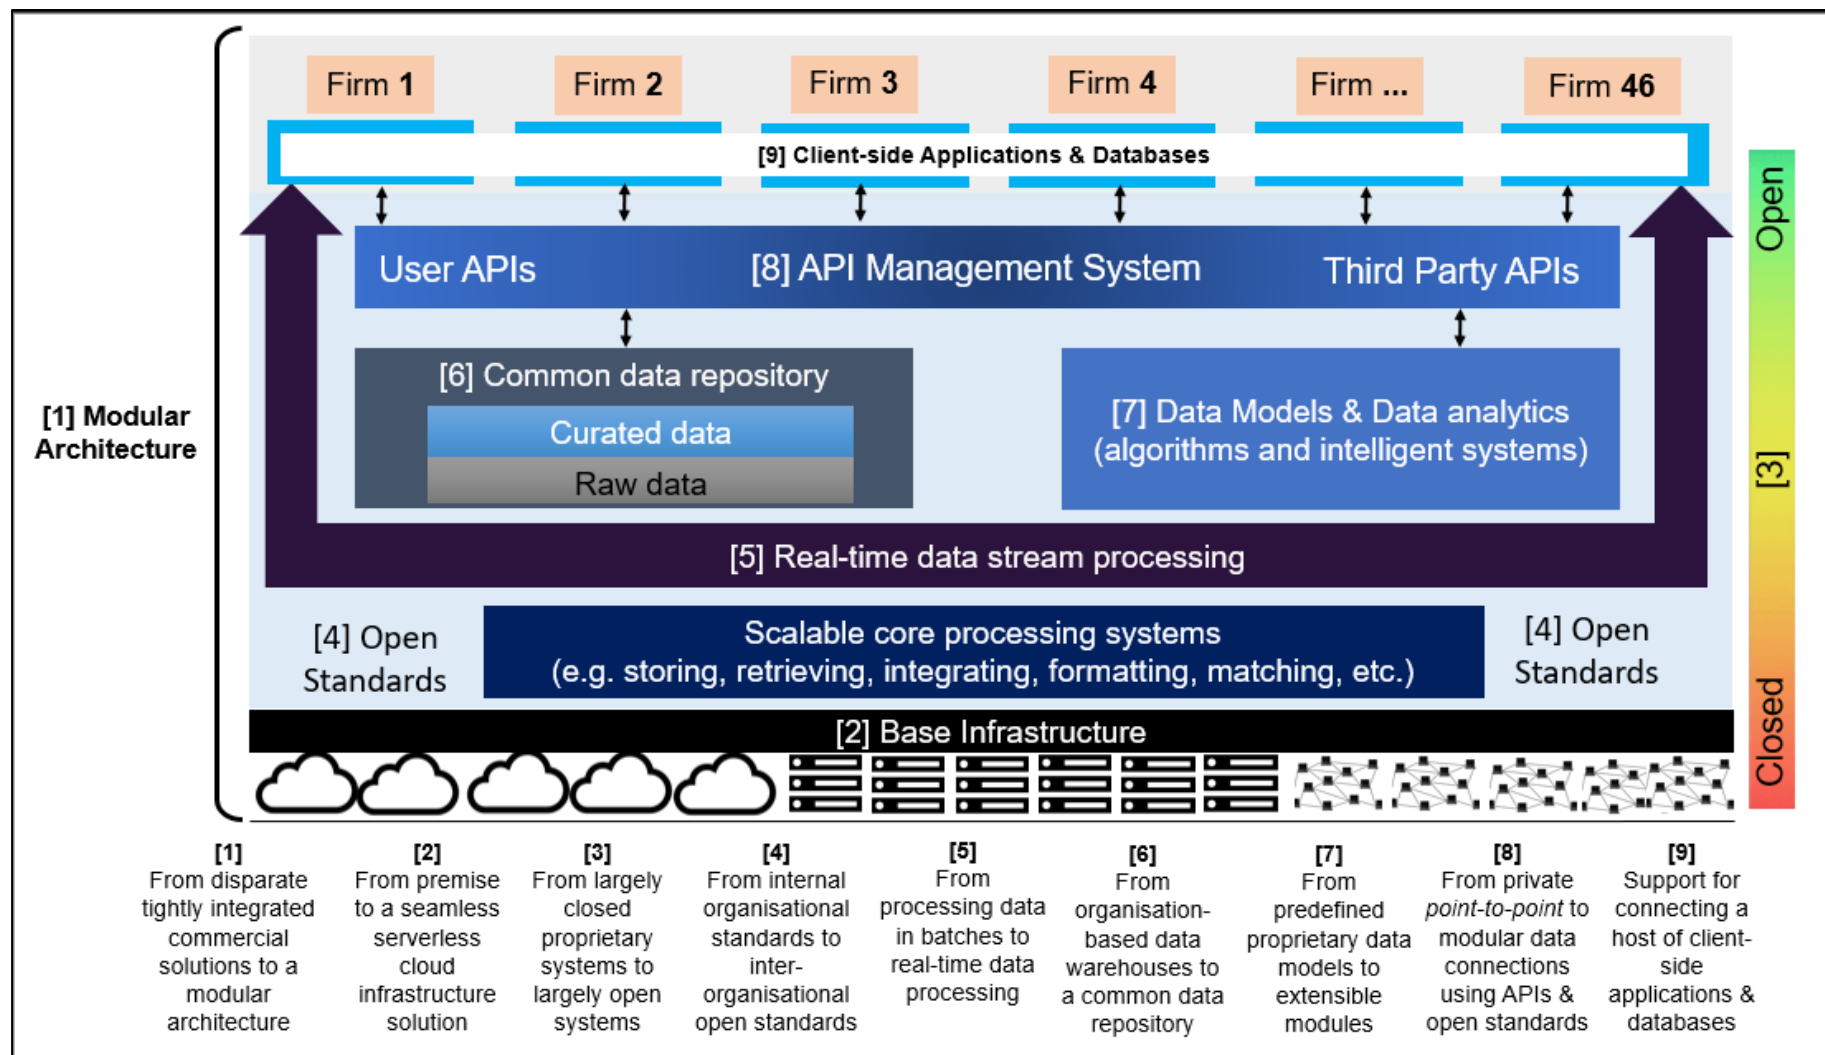 Firm 1
Firm 2
Firm 3
Firm 4
Firm ...
Firm 46
[9] Client-side Applications & Databases
User APIs
[8] API Management System
Third Party APIs
[6] Common data repository
Curated data
Raw data
[7] Data Models & Data analytics
(algorithms and intelligent systems)
[1] Modular
Architecture
[5] Real-time data stream processing
[4] Open
Standards
Scalable core processing systems
(e.g. storing, retrieving, integrating, formatting, matching, etc.)
[4] Open
Standards
[2] Base Infrastructure
Open
[3]
Closed
[1]
From disparate
tightly integrated
commercial
solutions to a
modular
architecture
[2]
From premise
to a seamless
serverless
cloud
infrastructure
solution
[3]
From largely
closed
proprietary
systems to
largely open
systems
[4]
From internal
organisational
standards to
inter-
organisational
open standards
[5]
From
processing data
in batches to
real-time data
processing
[6]
From
organisation-
based data
warehouses to
a common data
repository
[7]
From
predefined
proprietary data
models to
extensible
modules
[8]
From private
point-to-point to
modular data
connections
using APIs &
open standards
[9]
Support for
connecting a
host of client-
side
applications &
databases